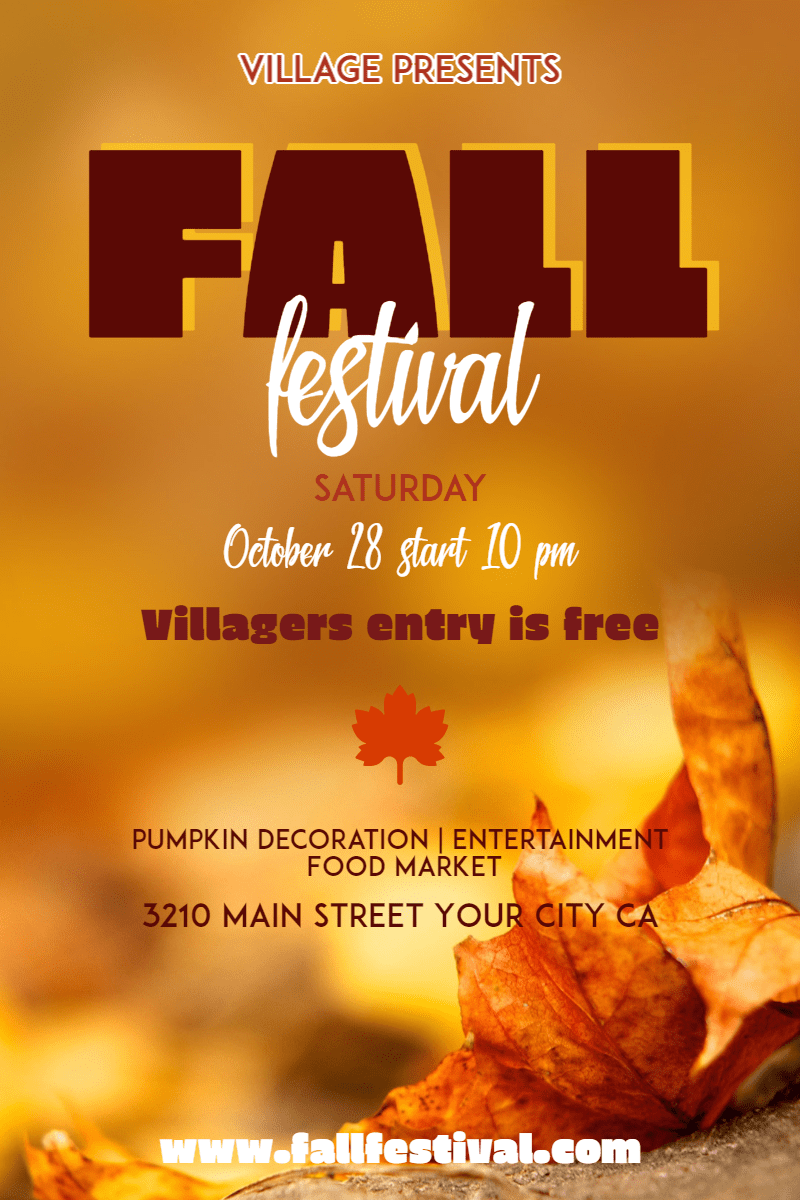 VILLAGE PRESENTS
FALL
festival
SATURDAY
October 28 start 10 pm
Villagers entry is free
PUMPKIN DECORATION | ENTERTAINMENT
FOOD MARKET
3210 MAIN STREET YOUR CITY CA
www.fallfestival.com